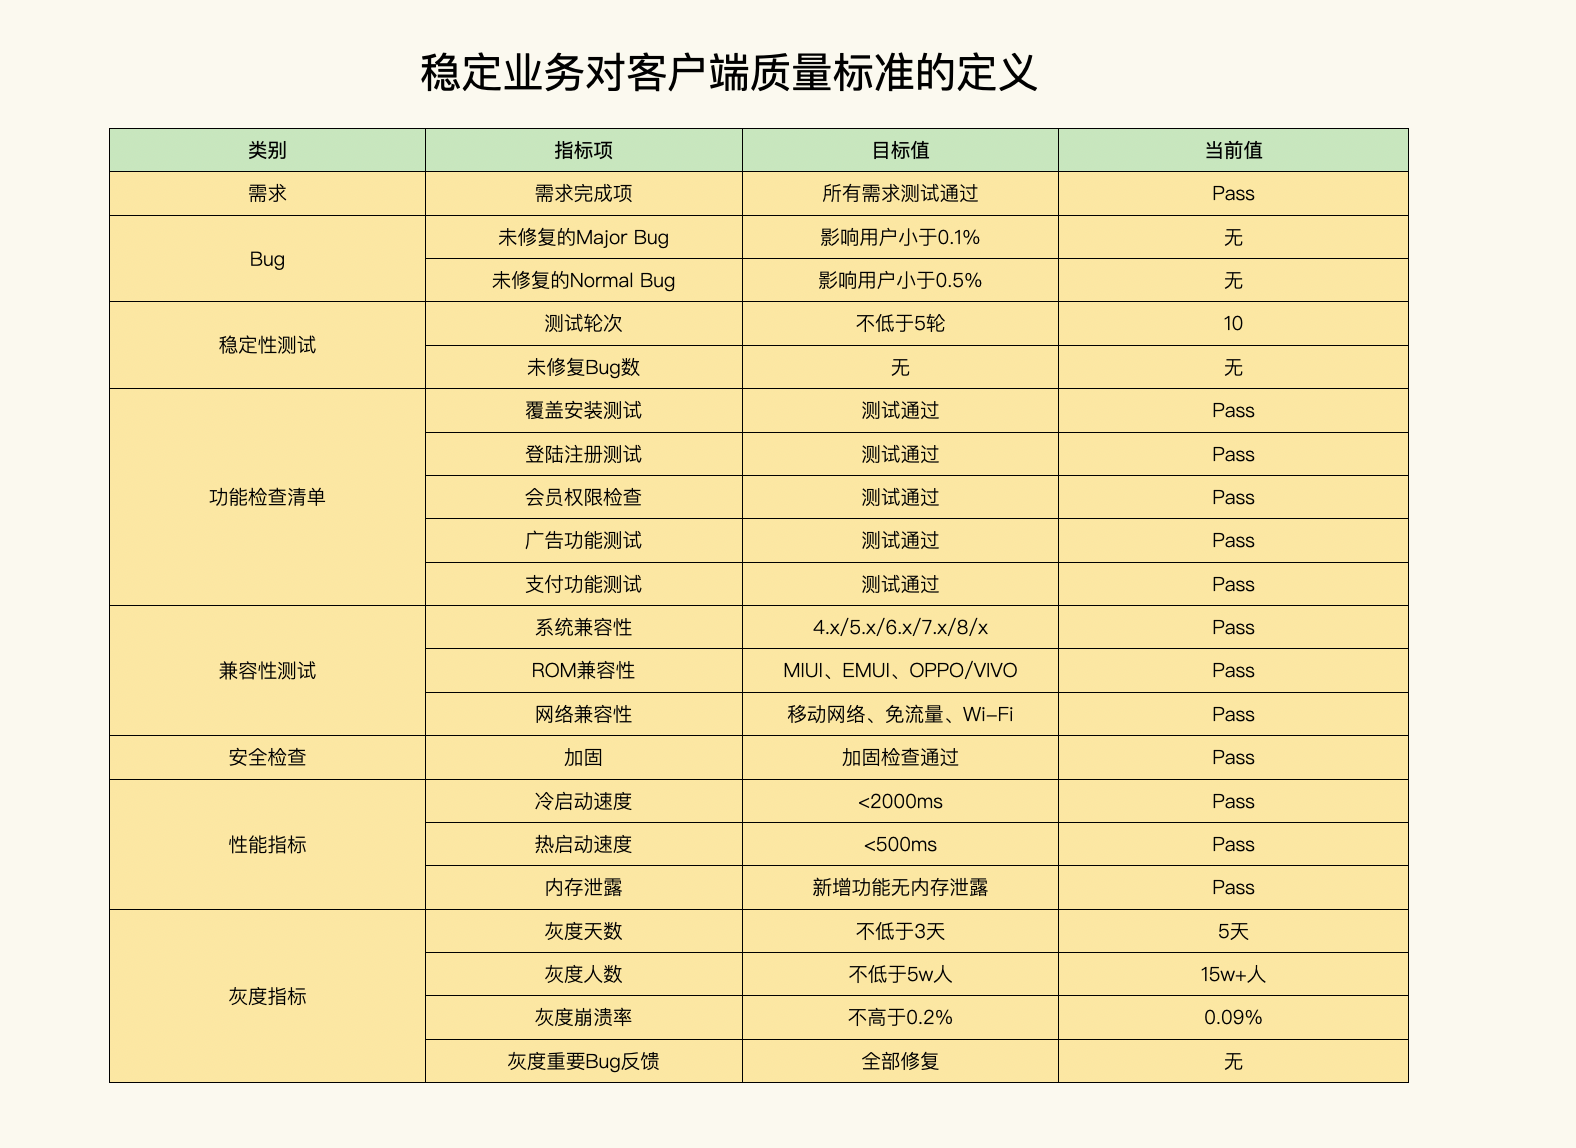 稳定业务对客户端质量标准的定义
类别 指标项 目标值 当前值
需求 需求完成项 所有需求测试通过 Pass
Bug 未修复的Major Bug 影响用户小于0.1% 无
未修复的Normal Bug 影响用户小于0.5% 无
稳定性测试 测试轮次 不低于5轮 10
未修复Bug数 无 无
功能检查清单 覆盖安装测试 测试通过 Pass
登陆注册测试 测试通过 Pass
会员权限检查 测试通过 Pass
广告功能测试 测试通过 Pass
支付功能测试 测试通过 Pass
兼容性测试 系统兼容性 4.x/5.x/6.x/7.x/8/x Pass
ROM兼容性 MIUI、EMUI、OPPO/VIVO Pass
网络兼容性 移动网络、免流量、Wi-Fi Pass
安全检查 加固 加固检查通过 Pass
性能指标 冷启动速度 <2000ms Pass
热启动速度 <500ms Pass
内存泄露 新增功能无内存泄露 Pass
灰度指标 灰度天数 不低于3天 5天
灰度人数 不低于5w人 15w+人
灰度崩溃率 不高于0.2% 0.09%
灰度重要Bug反馈 全部修复 无